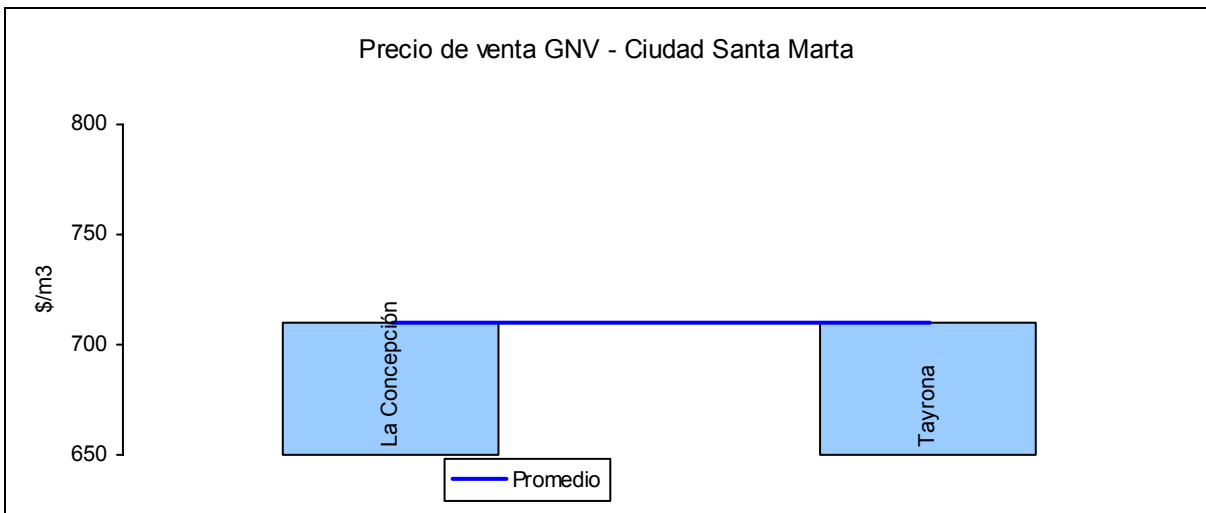 Precio de venta GNV - Ciudad Santa Marta
800
750
700
650
$/m3
La Concepción
Tayrona
Promedio